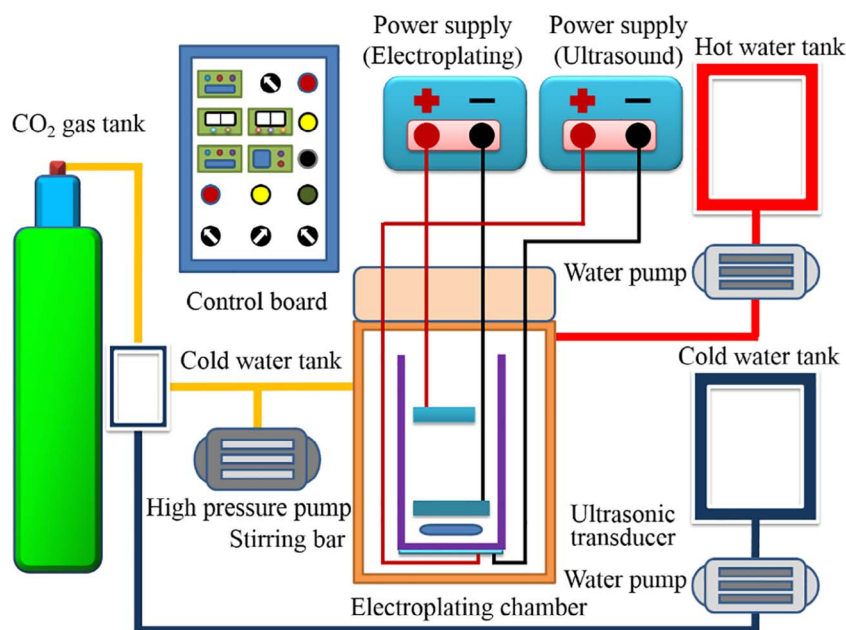 Power supply
(Electroplating)
Power supply
(Ultrasound)
Hot water tank
CO₂ gas tank
Control board
Water pump
Cold water tank
Cold water tank
High pressure pump
Stirring bar
Ultrasonic
transducer
Water pump
Electroplating chamber